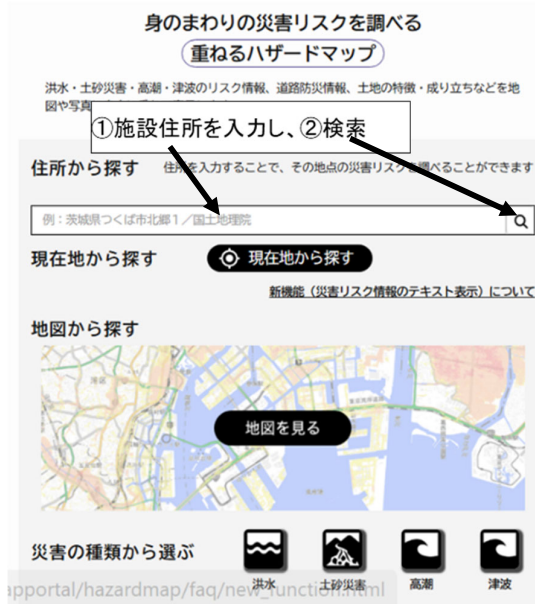 身のまわりの災害リスクを調べる
重ねるハザードマップ
洪水・土砂災害・高潮・津波のリスク情報、道路防災情報、土地の特徴・成り立ちなどを地
図や写真
①施設住所を入力し、②検索
住所から探す 住所を入力することで、その地点の災害リスクを調べることができます
例：茨城県つくば市北郷１／国土地理院
現在地から探す 現在地から探す
新機能（災害リスク情報のテキスト表示）について
地図から探す
地図を見る
災害の種類から選ぶ
洪水 土砂災害 高潮 津波
apportal/hazardmap/faq/new_function.html